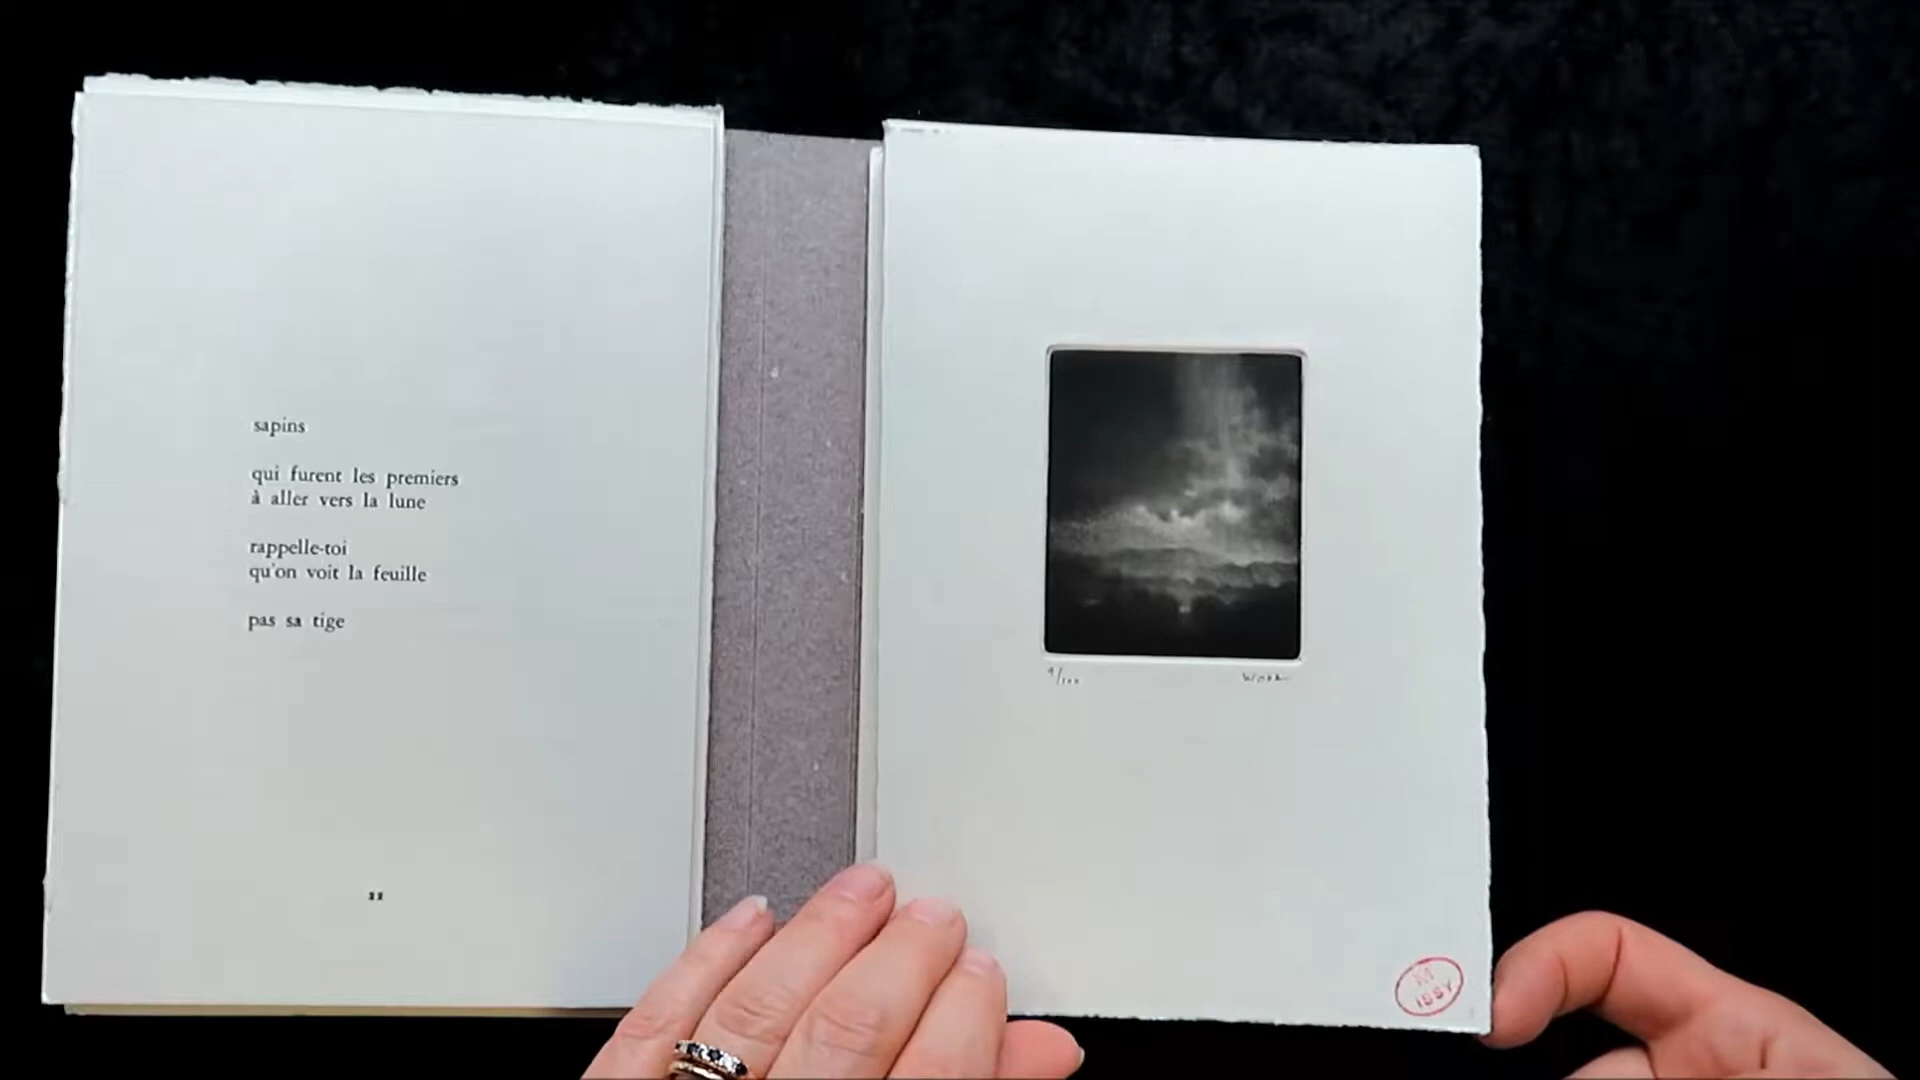 sapins
qui furent les premiers
à aller vers la lune
rappelle-toi
qu'on voit la feuille
pas sa tige
M
ISSY